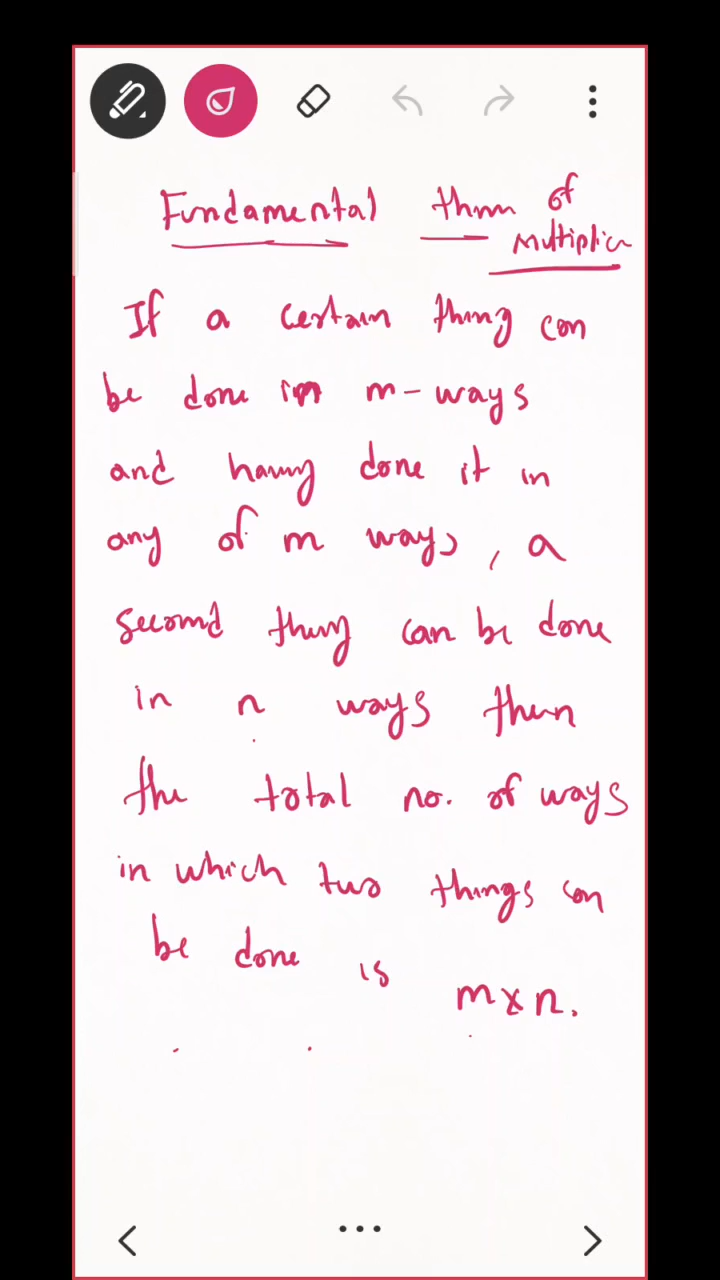 Fundamental thm of
Multiplica
If a certain thing can
be done in m-ways
and having done it in
any of m ways, a
second thing can be done
in n ways then
the total no. of ways
in which two things can
be done is m×n.